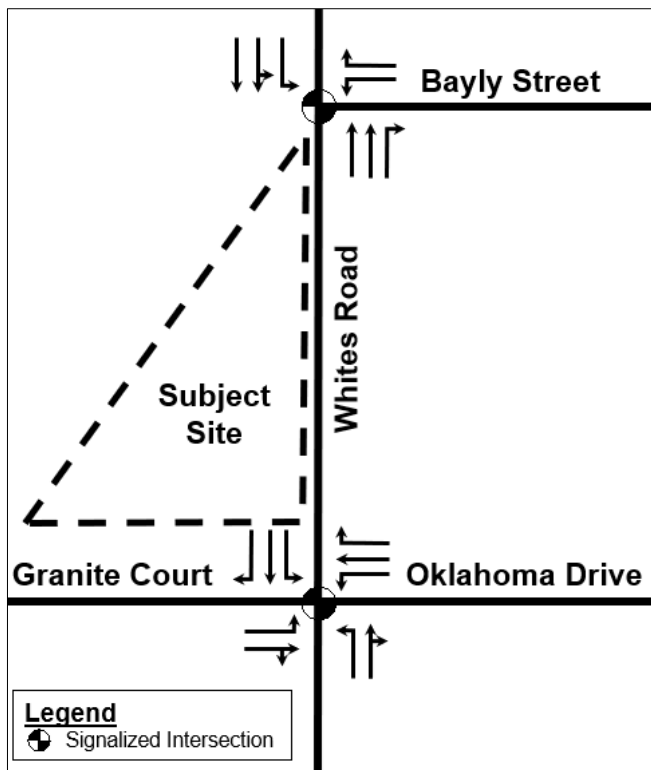 Bayly Street
Whites Road
Subject
Site
Granite Court
Oklahoma Drive
Legend
Signalized Intersection